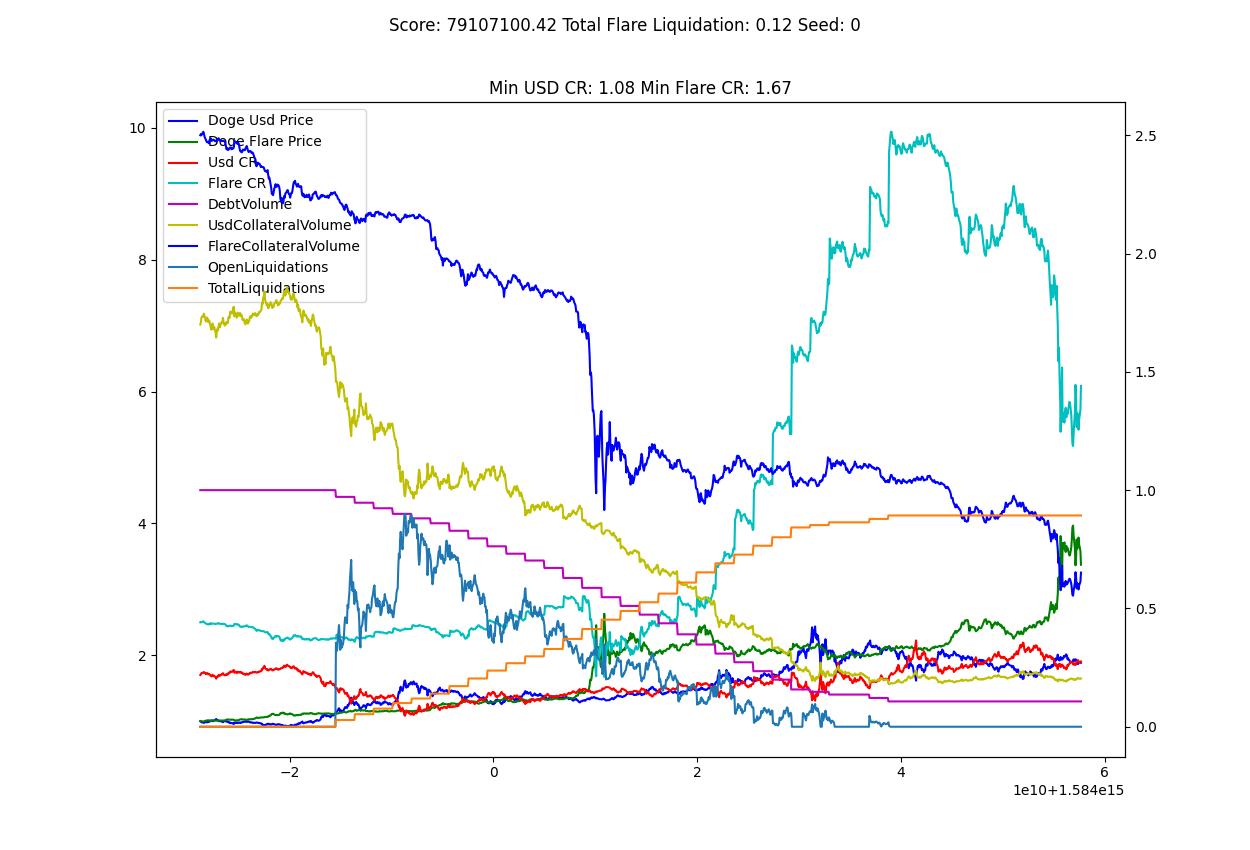 Score: 79107100.42 Total Flare Liquidation: 0.12 Seed: 0
Min USD CR: 1.08 Min Flare CR: 1.67
Doge Usd Price
Doge Flare Price
Usd CR
Flare CR
DebtVolume
UsdCollateralVolume
FlareCollateralVolume
OpenLiquidations
TotalLiquidations
10
8
6
4
2
2.5
2.0
1.5
1.0
0.5
0.0
−2
0
2
4
6
1e10+1.584e15